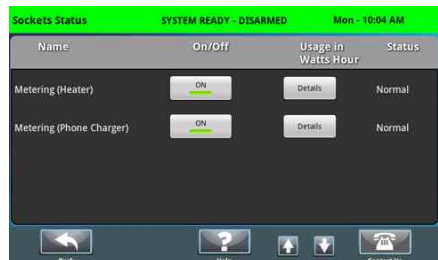 Sockets Status SYSTEM READY - DISARMED Mon - 10:04 AM
Name On/Off Usage in Watts Hour Status
Metering (Heater) ON Details Normal
Metering (Phone Charger) ON Details Normal